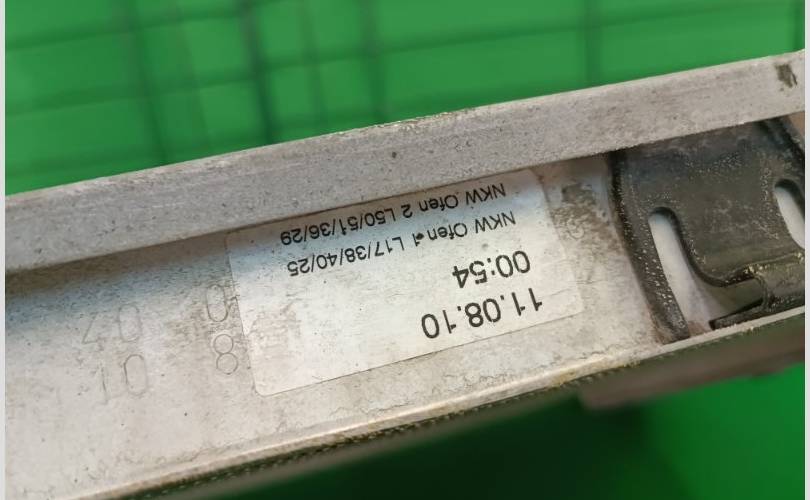 11.08.10
00:54
NKW Ofen 1 L17/38/40/25
NKW Ofen 2 L50/51/36/29